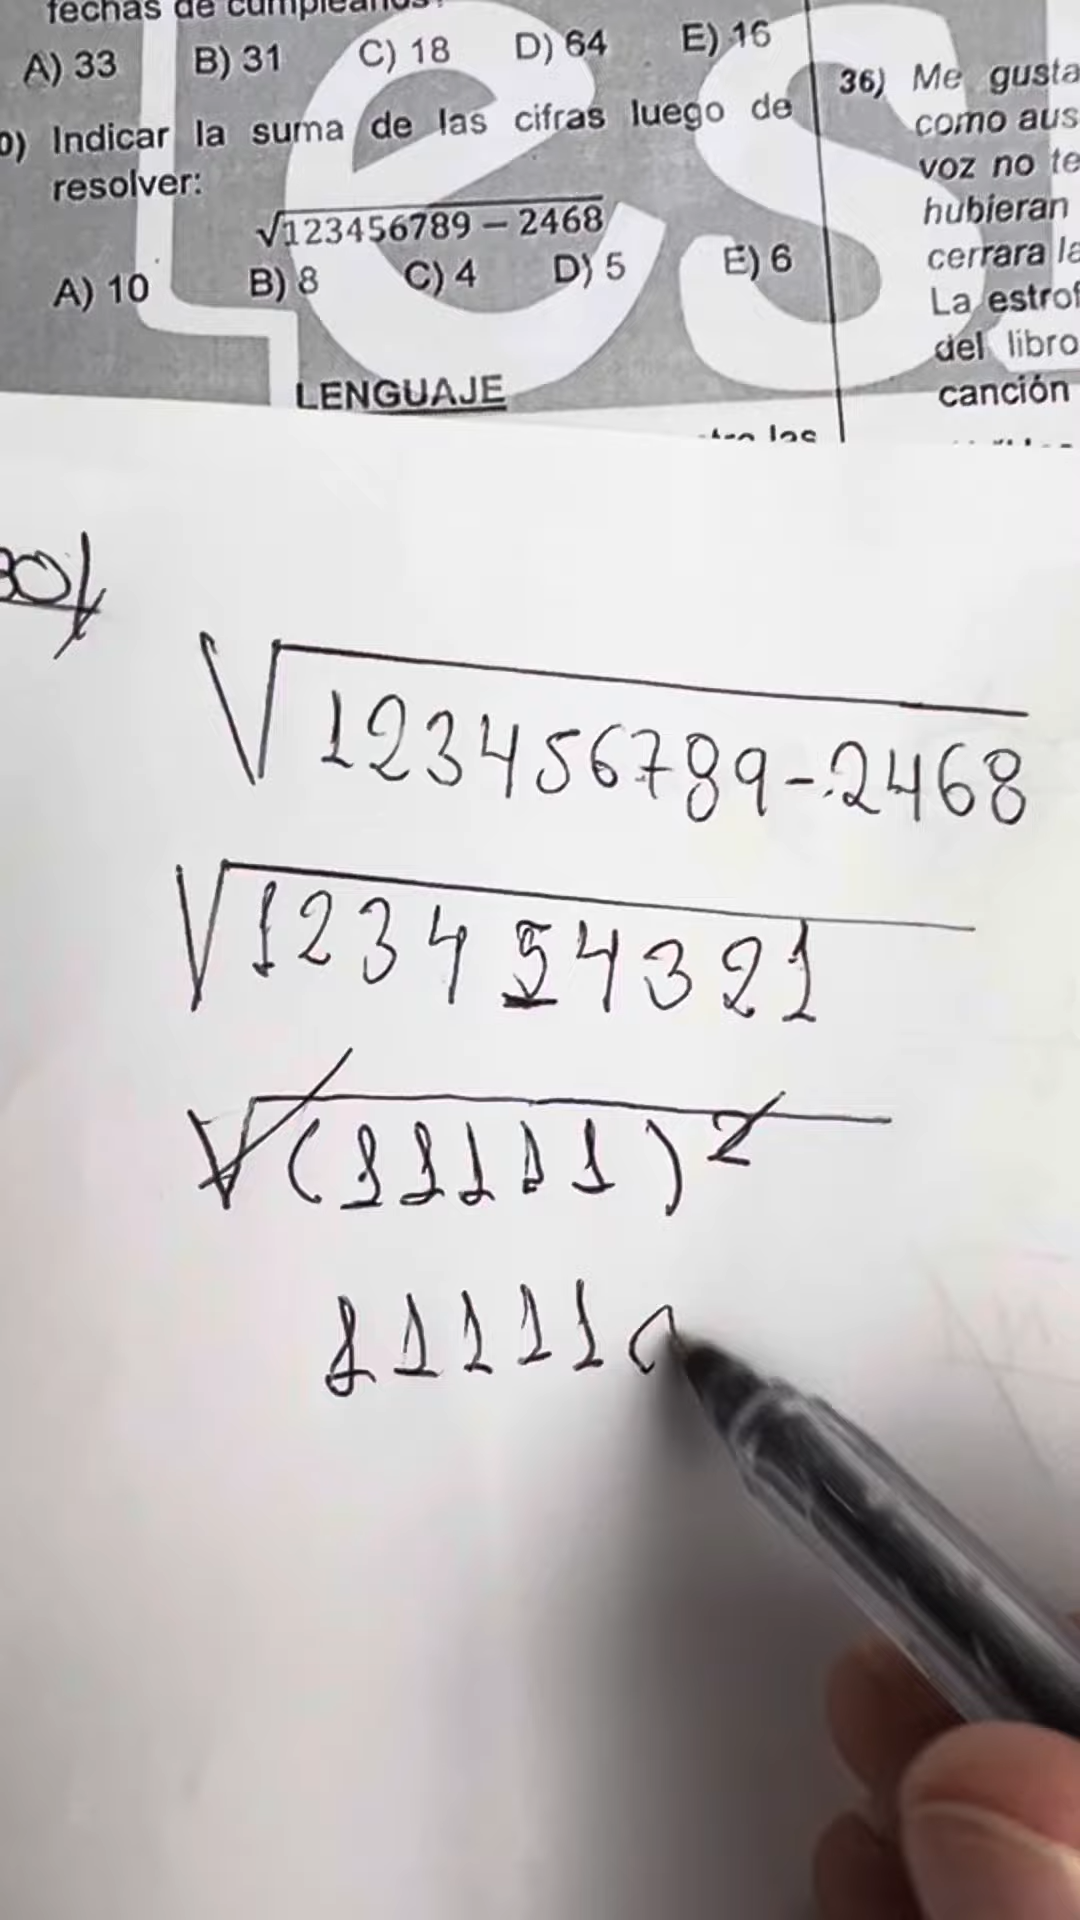 fechas de cumpleaños?
A) 33 B) 31 C) 18 D) 64 E) 16
0) Indicar la suma de las cifras luego de
resolver:
√123456789 − 2468
A) 10 B) 8 C) 4 D) 5 E) 6
LENGUAJE
las
36) Me gusta
como aus
voz no te
hubieran
cerrara la
La estrof
del libro
canción
30/
√123456789-2468
√123454321
√(11111)²
11111